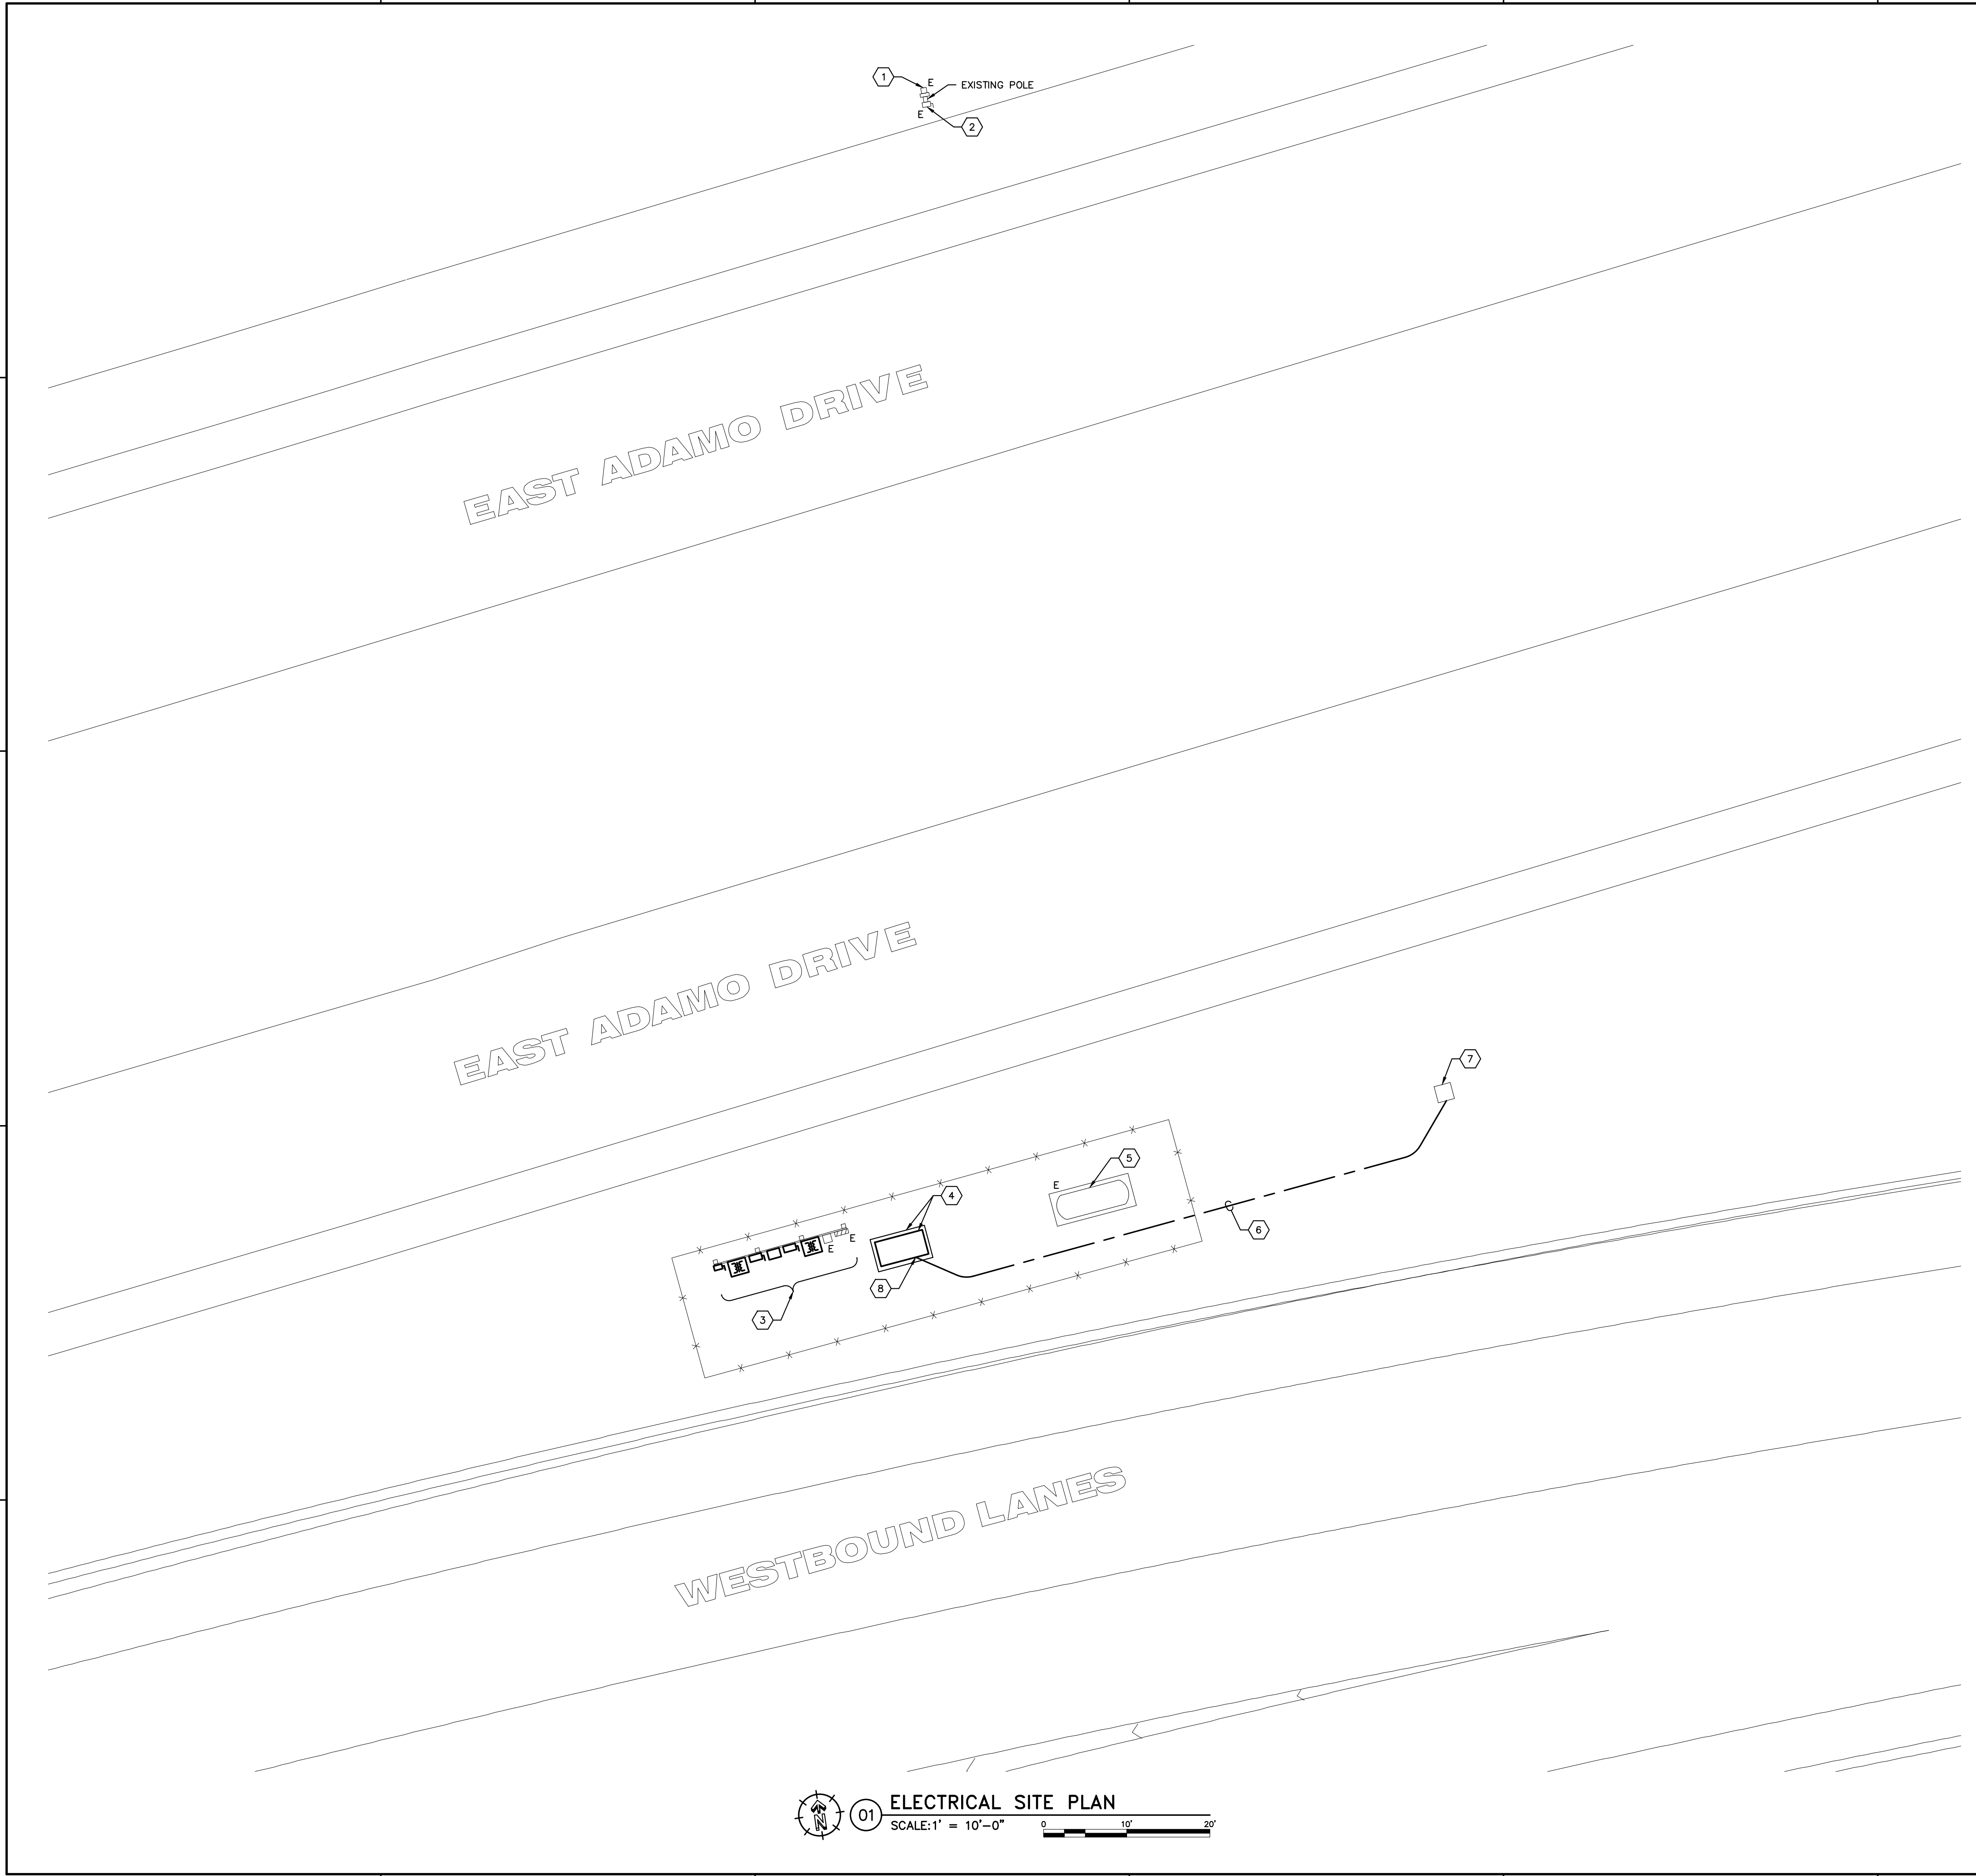 1
E
EXISTING POLE
E
2
EAST ADAMO DRIVE
EAST ADAMO DRIVE
7
5
E
4
6
E
E
8
3
WESTBOUND LANES
N
01
ELECTRICAL SITE PLAN
SCALE:1' = 10'-0"
0 10' 20'